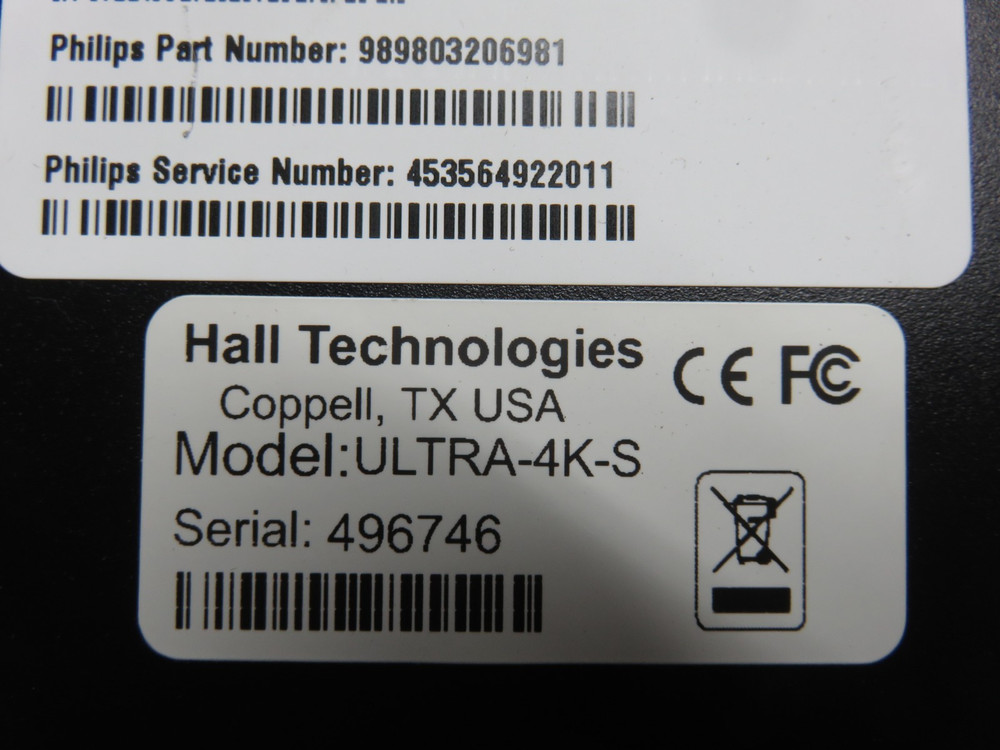 Philips Part Number: 989803206981
Philips Service Number: 453564922011
Hall Technologies
Coppell, TX USA
CE FC
Model:ULTRA-4K-S
Serial: 496746